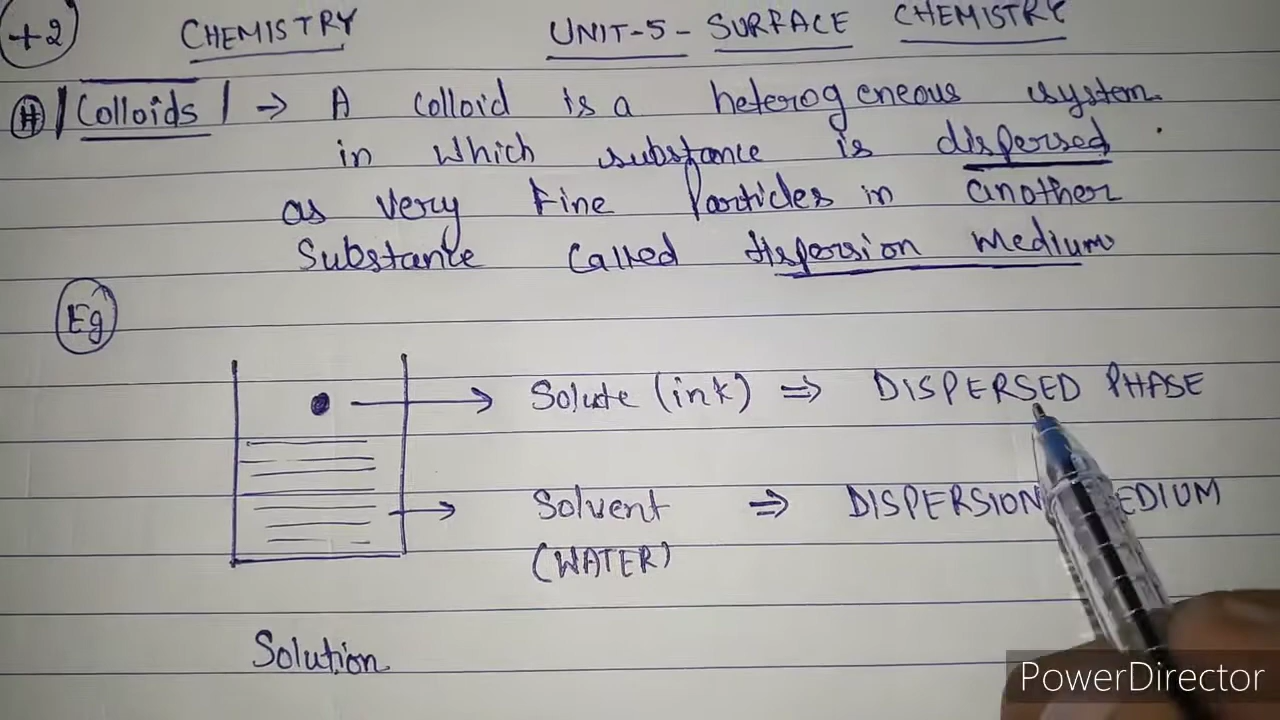 +2 CHEMISTRY UNIT-5- SURFACE CHEMISTRY
# Colloids → A Colloid is a heterogeneous system
in which substance is dispersed
as very Fine Particles in another
Substance Called dispersion Medium
Eg
→ Solute (ink) ⇒ DISPERSED PHASE
→ Solvent ⇒ DISPERSION EDIUM
(WATER)
Solution
PowerDirector